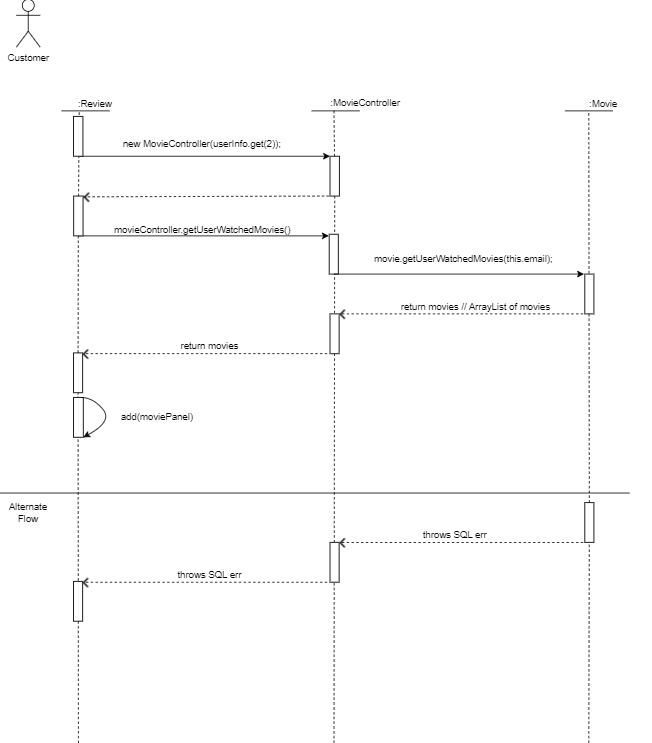 Customer
:Review
:MovieController
:Movie
new MovieController(userInfo.get(2));
movieController.getUserWatchedMovies()
movie.getUserWatchedMovies(this.email);
return movies // ArrayList of movies
return movies
add(moviePanel)
Alternate
Flow
throws SQL err
throws SQL err